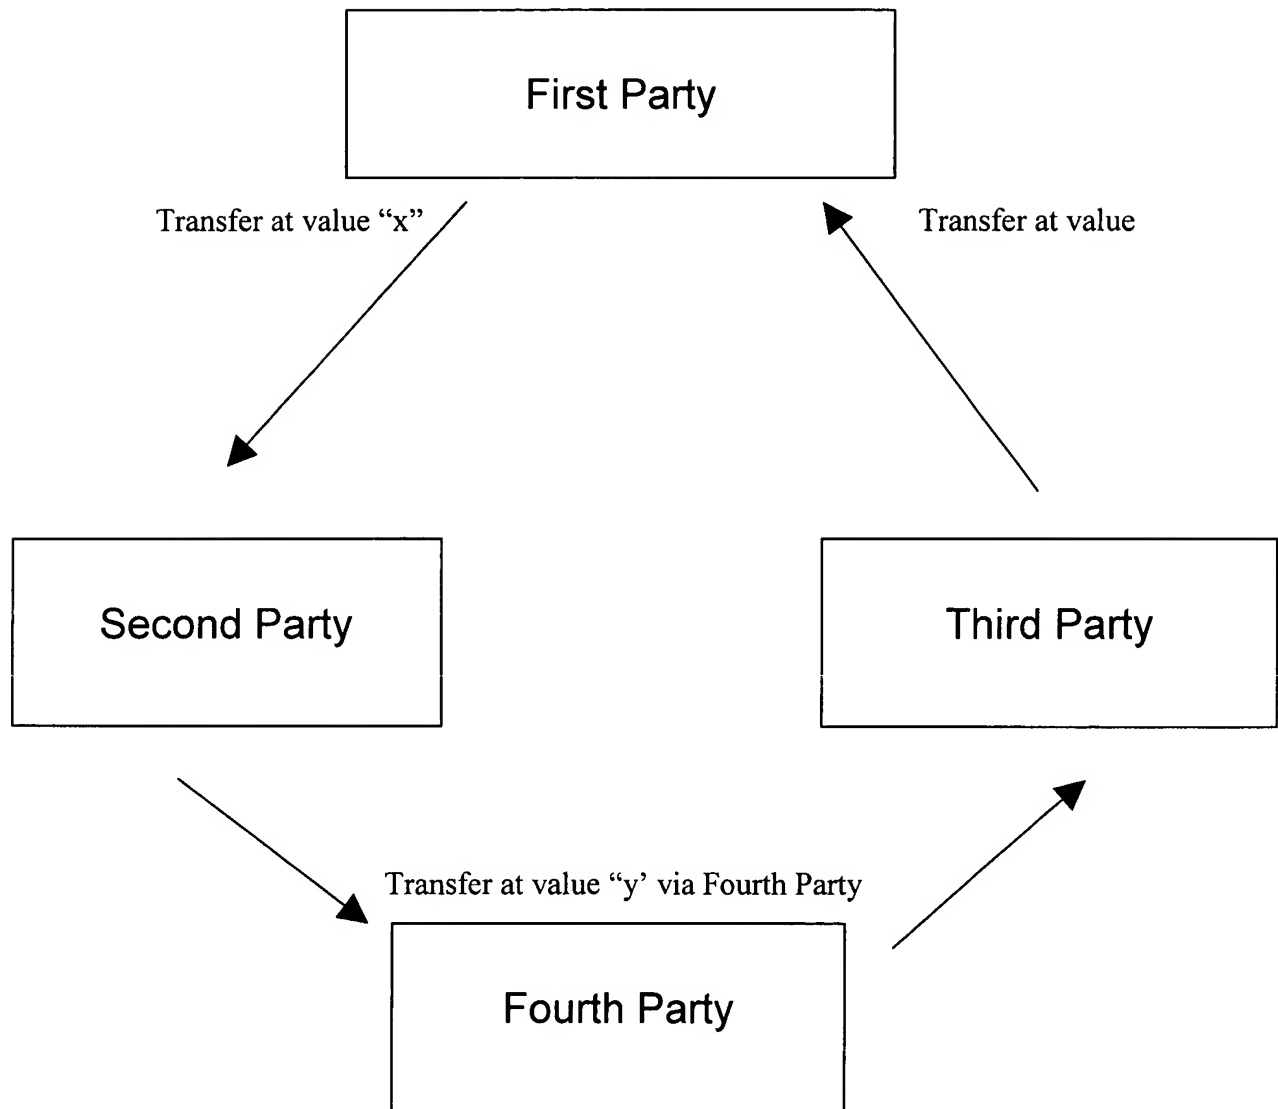 First Party
Transfer at value “x”
Transfer at value
Second Party
Third Party
Transfer at value “y’ via Fourth Party
Fourth Party